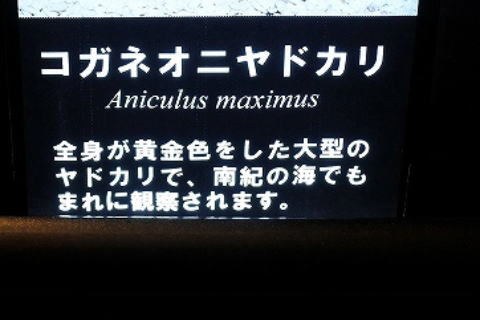 コガネオニヤドカリ
Aniculus maximus
全身が黄金色をした大型の
ヤドカリで、南紀の海でも
まれに観察されます。